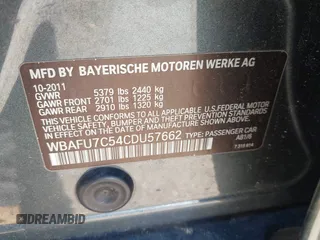 MFD BY BAYERISCHE MOTOREN WERKE AG
10-2011
GVWR 5379 lbs 2440 kg
GAWR FRONT 2701 lbs 1225 kg
GAWR REAR 2910 lbs 1320 kg
THIS VEHICLE CONFORMS TO ALL APPLICABLE U.S. FEDERAL MOTOR VEHICLE SAFETY, BUMPER, AND THEFT PREVENTION STANDARDS IN EFFECT ON THE DATE OF MANUFACTURE SHOWN ABOVE.
WBAFU7C54CDU57662 TYPE: PASSENGER CAR
A81/6
DREAMBID